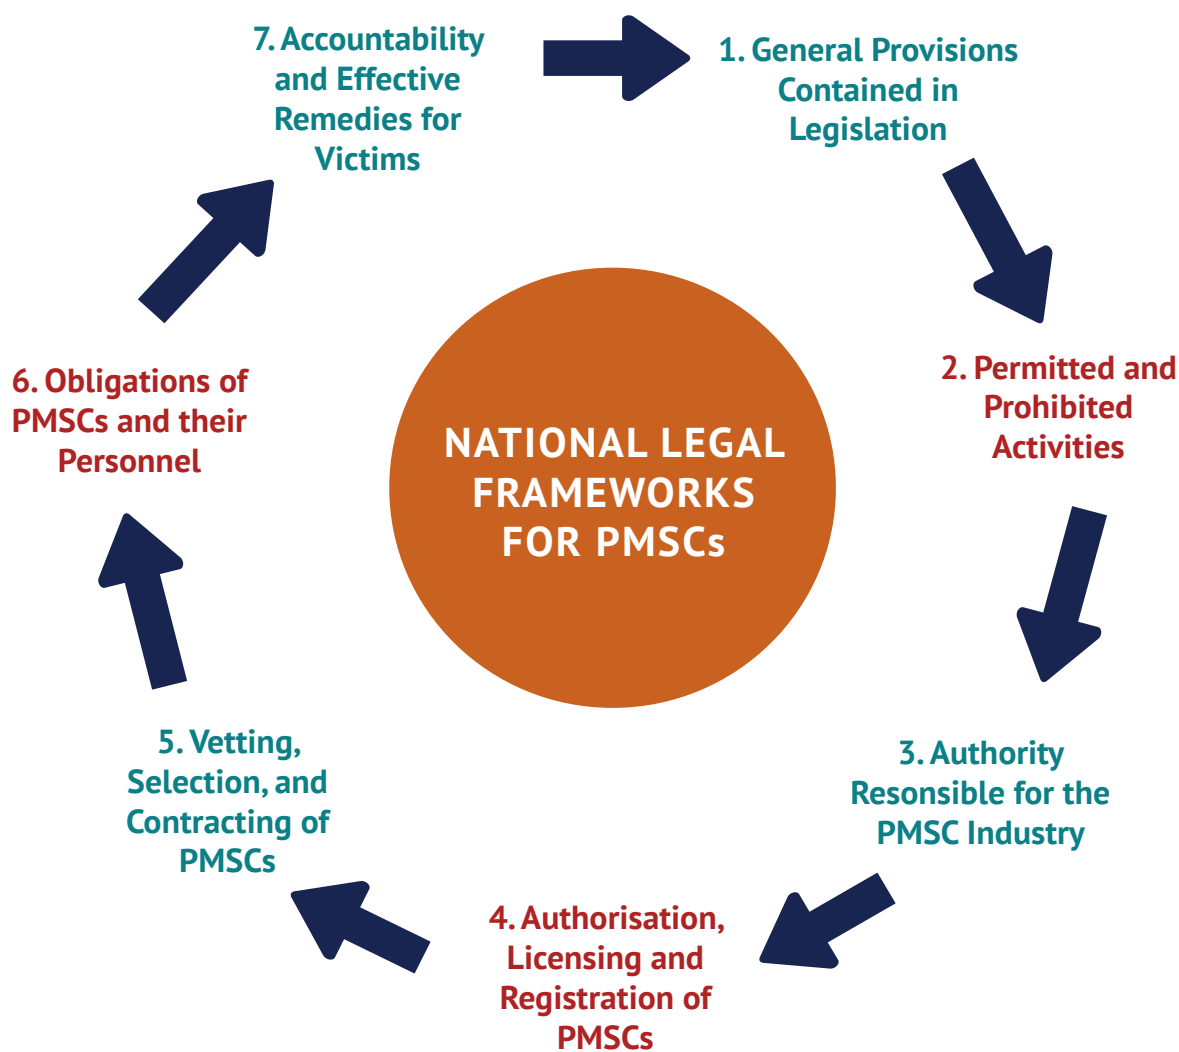 7. Accountability
and Effective
Remedies for
Victims
1. General Provisions
Contained in
Legislation
2. Permitted and
Prohibited
Activities
3. Authority
Resonsible for the
PMSC Industry
4. Authorisation,
Licensing and
Registration of
PMSCs
5. Vetting,
Selection, and
Contracting of
PMSCs
6. Obligations of
PMSCs and their
Personnel
NATIONAL LEGAL
FRAMEWORKS
FOR PMSCs